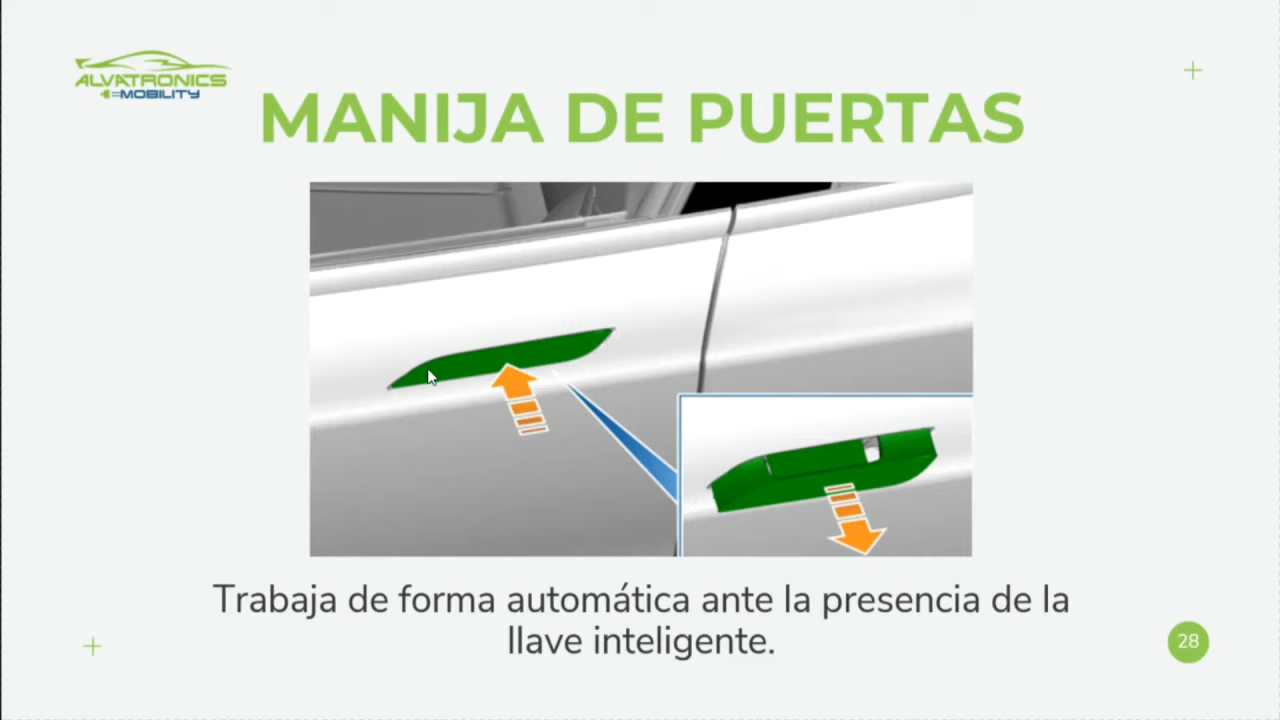 ALVATRONICS
MOBILITY
MANIJA DE PUERTAS
Trabaja de forma automática ante la presencia de la
llave inteligente.
28